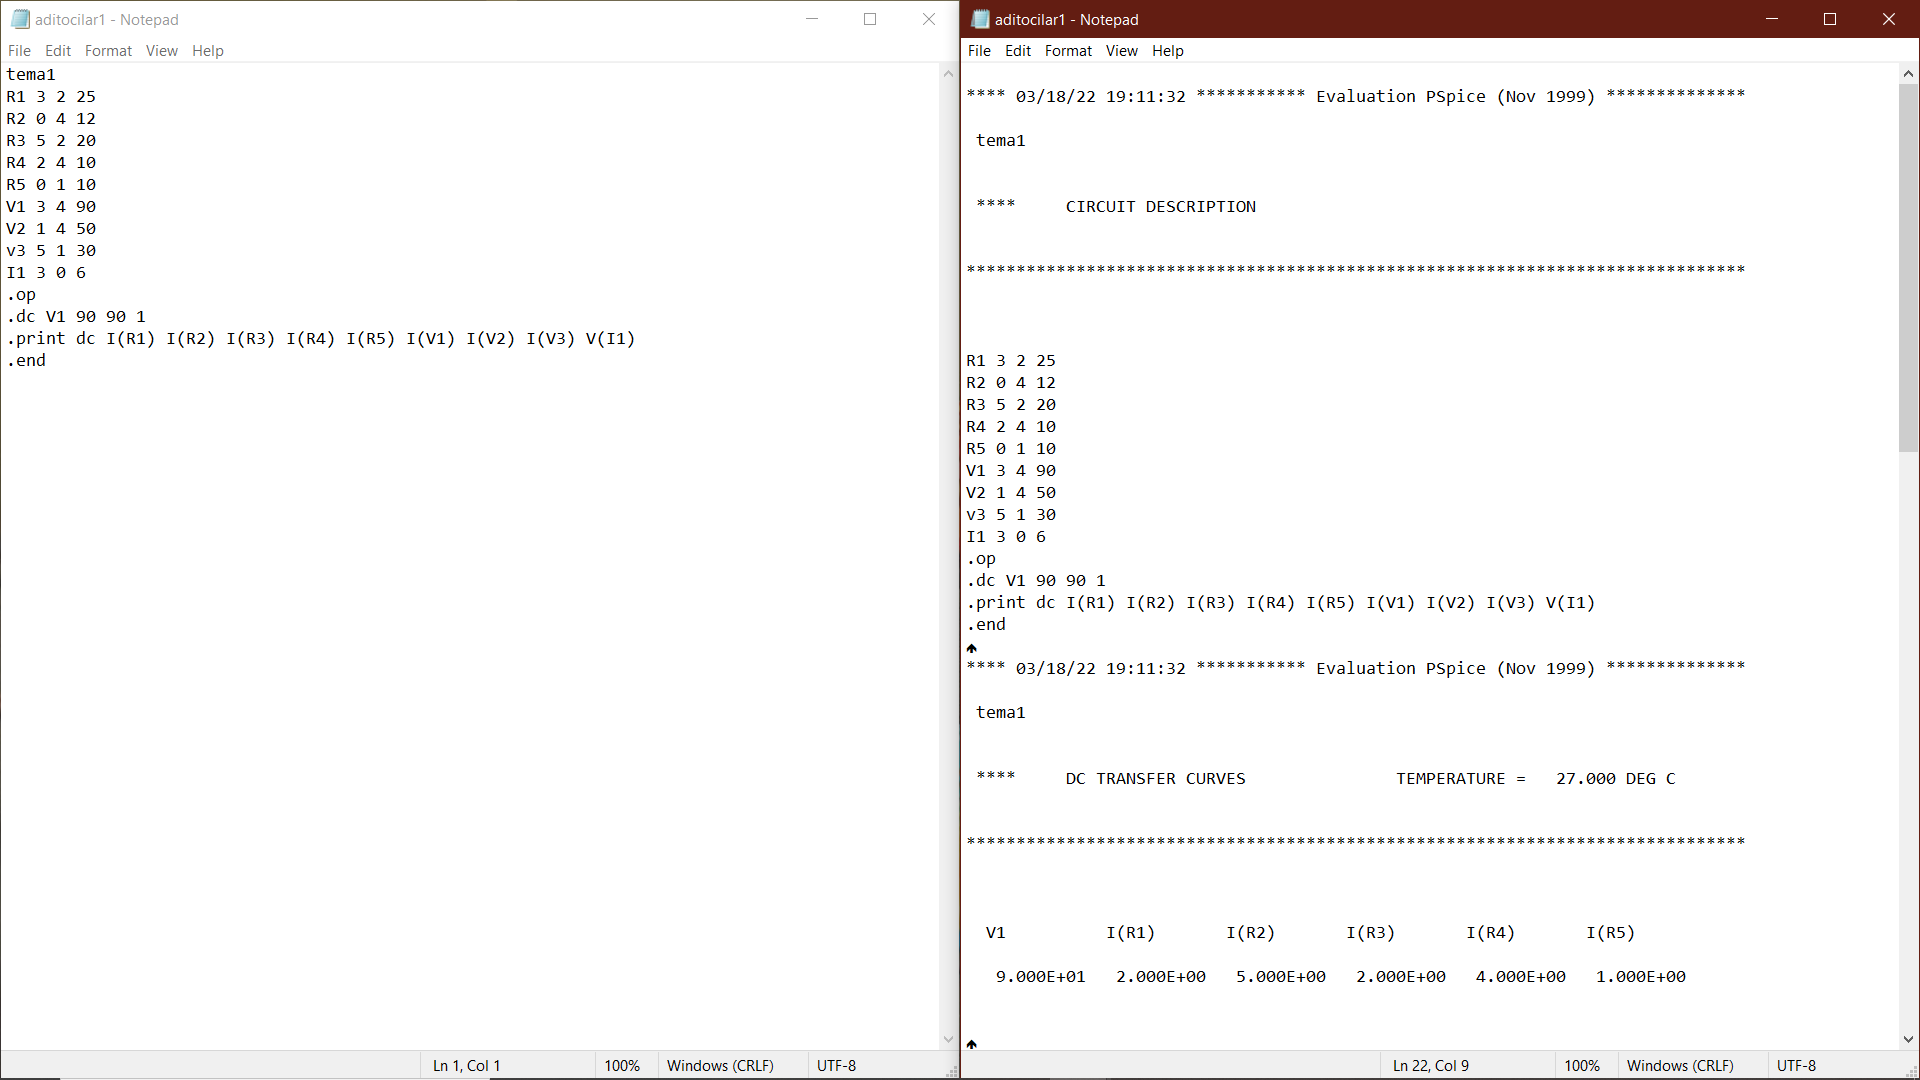 aditocilar1 - Notepad
File Edit Format View Help
tema1
R1 3 2 25
R2 0 4 12
R3 5 2 20
R4 2 4 10
R5 0 1 10
V1 3 4 90
V2 1 4 50
v3 5 1 30
I1 3 0 6
.op
.dc V1 90 90 1
.print dc I(R1) I(R2) I(R3) I(R4) I(R5) I(V1) I(V2) I(V3) V(I1)
.end
Ln 1, Col 1 100% Windows (CRLF) UTF-8
aditocilar1 - Notepad
File Edit Format View Help
**** 03/18/22 19:11:32 *********** Evaluation PSpice (Nov 1999) **************
tema1
**** CIRCUIT DESCRIPTION
******************************************************************************
R1 3 2 25
R2 0 4 12
R3 5 2 20
R4 2 4 10
R5 0 1 10
V1 3 4 90
V2 1 4 50
v3 5 1 30
I1 3 0 6
.op
.dc V1 90 90 1
.print dc I(R1) I(R2) I(R3) I(R4) I(R5) I(V1) I(V2) I(V3) V(I1)
.end
**** 03/18/22 19:11:32 *********** Evaluation PSpice (Nov 1999) **************
tema1
**** DC TRANSFER CURVES TEMPERATURE = 27.000 DEG C
******************************************************************************
V1 I(R1) I(R2) I(R3) I(R4) I(R5)
9.000E+01 2.000E+00 5.000E+00 2.000E+00 4.000E+00 1.000E+00
Ln 22, Col 9 100% Windows (CRLF) UTF-8